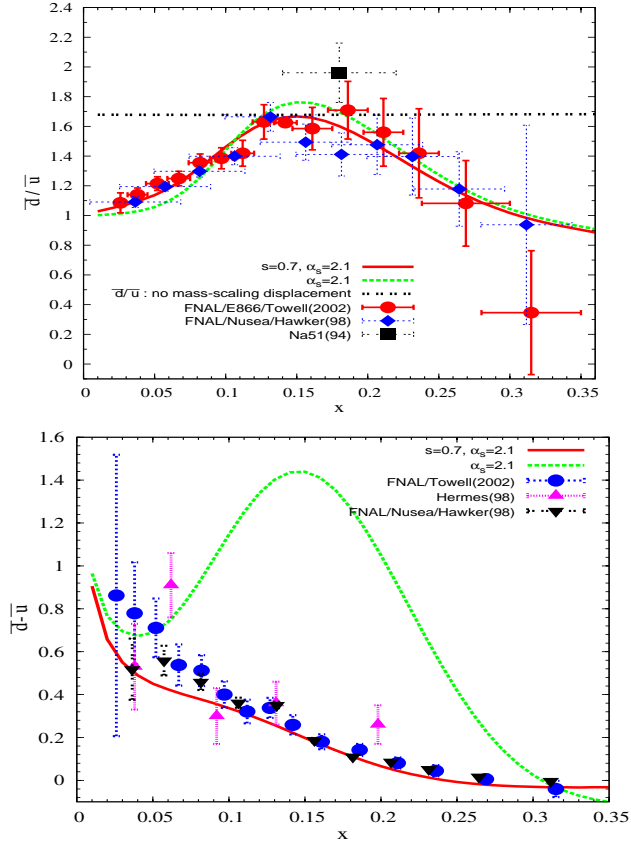 2.4
2.2
2
1.8
1.6
1.4
1.2
1
0.8
0.6
0.4
0.2
0
d̅ / u̅
s=0.7, αs=2.1
αs=2.1
d̅/u̅ : no mass-scaling displacement
FNAL/E866/Towell(2002)
FNAL/Nusea/Hawker(98)
Na51(94)
0 0.05 0.1 0.15 0.2 0.25 0.3 0.35
x
1.6
1.4
1.2
1
0.8
0.6
0.4
0.2
0
d̅-u̅
s=0.7, αs=2.1
αs=2.1
FNAL/Towell(2002)
Hermes(98)
FNAL/Nusea/Hawker(98)
0 0.05 0.1 0.15 0.2 0.25 0.3 0.35
x